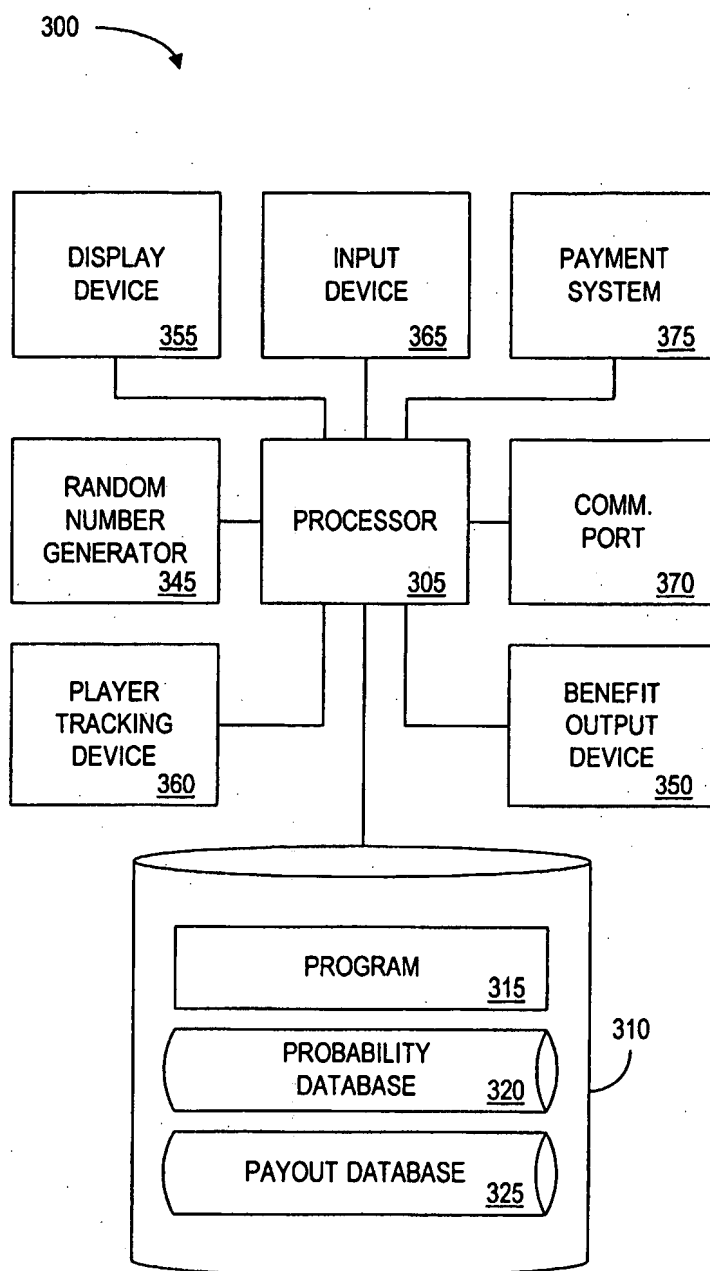 300
DISPLAY
DEVICE
355
INPUT
DEVICE
365
PAYMENT
SYSTEM
375
RANDOM
NUMBER
GENERATOR
345
PROCESSOR
305
COMM.
PORT
370
PLAYER
TRACKING
DEVICE
360
BENEFIT
OUTPUT
DEVICE
350
PROGRAM
315
310
PROBABILITY
DATABASE
320
PAYOUT DATABASE
325